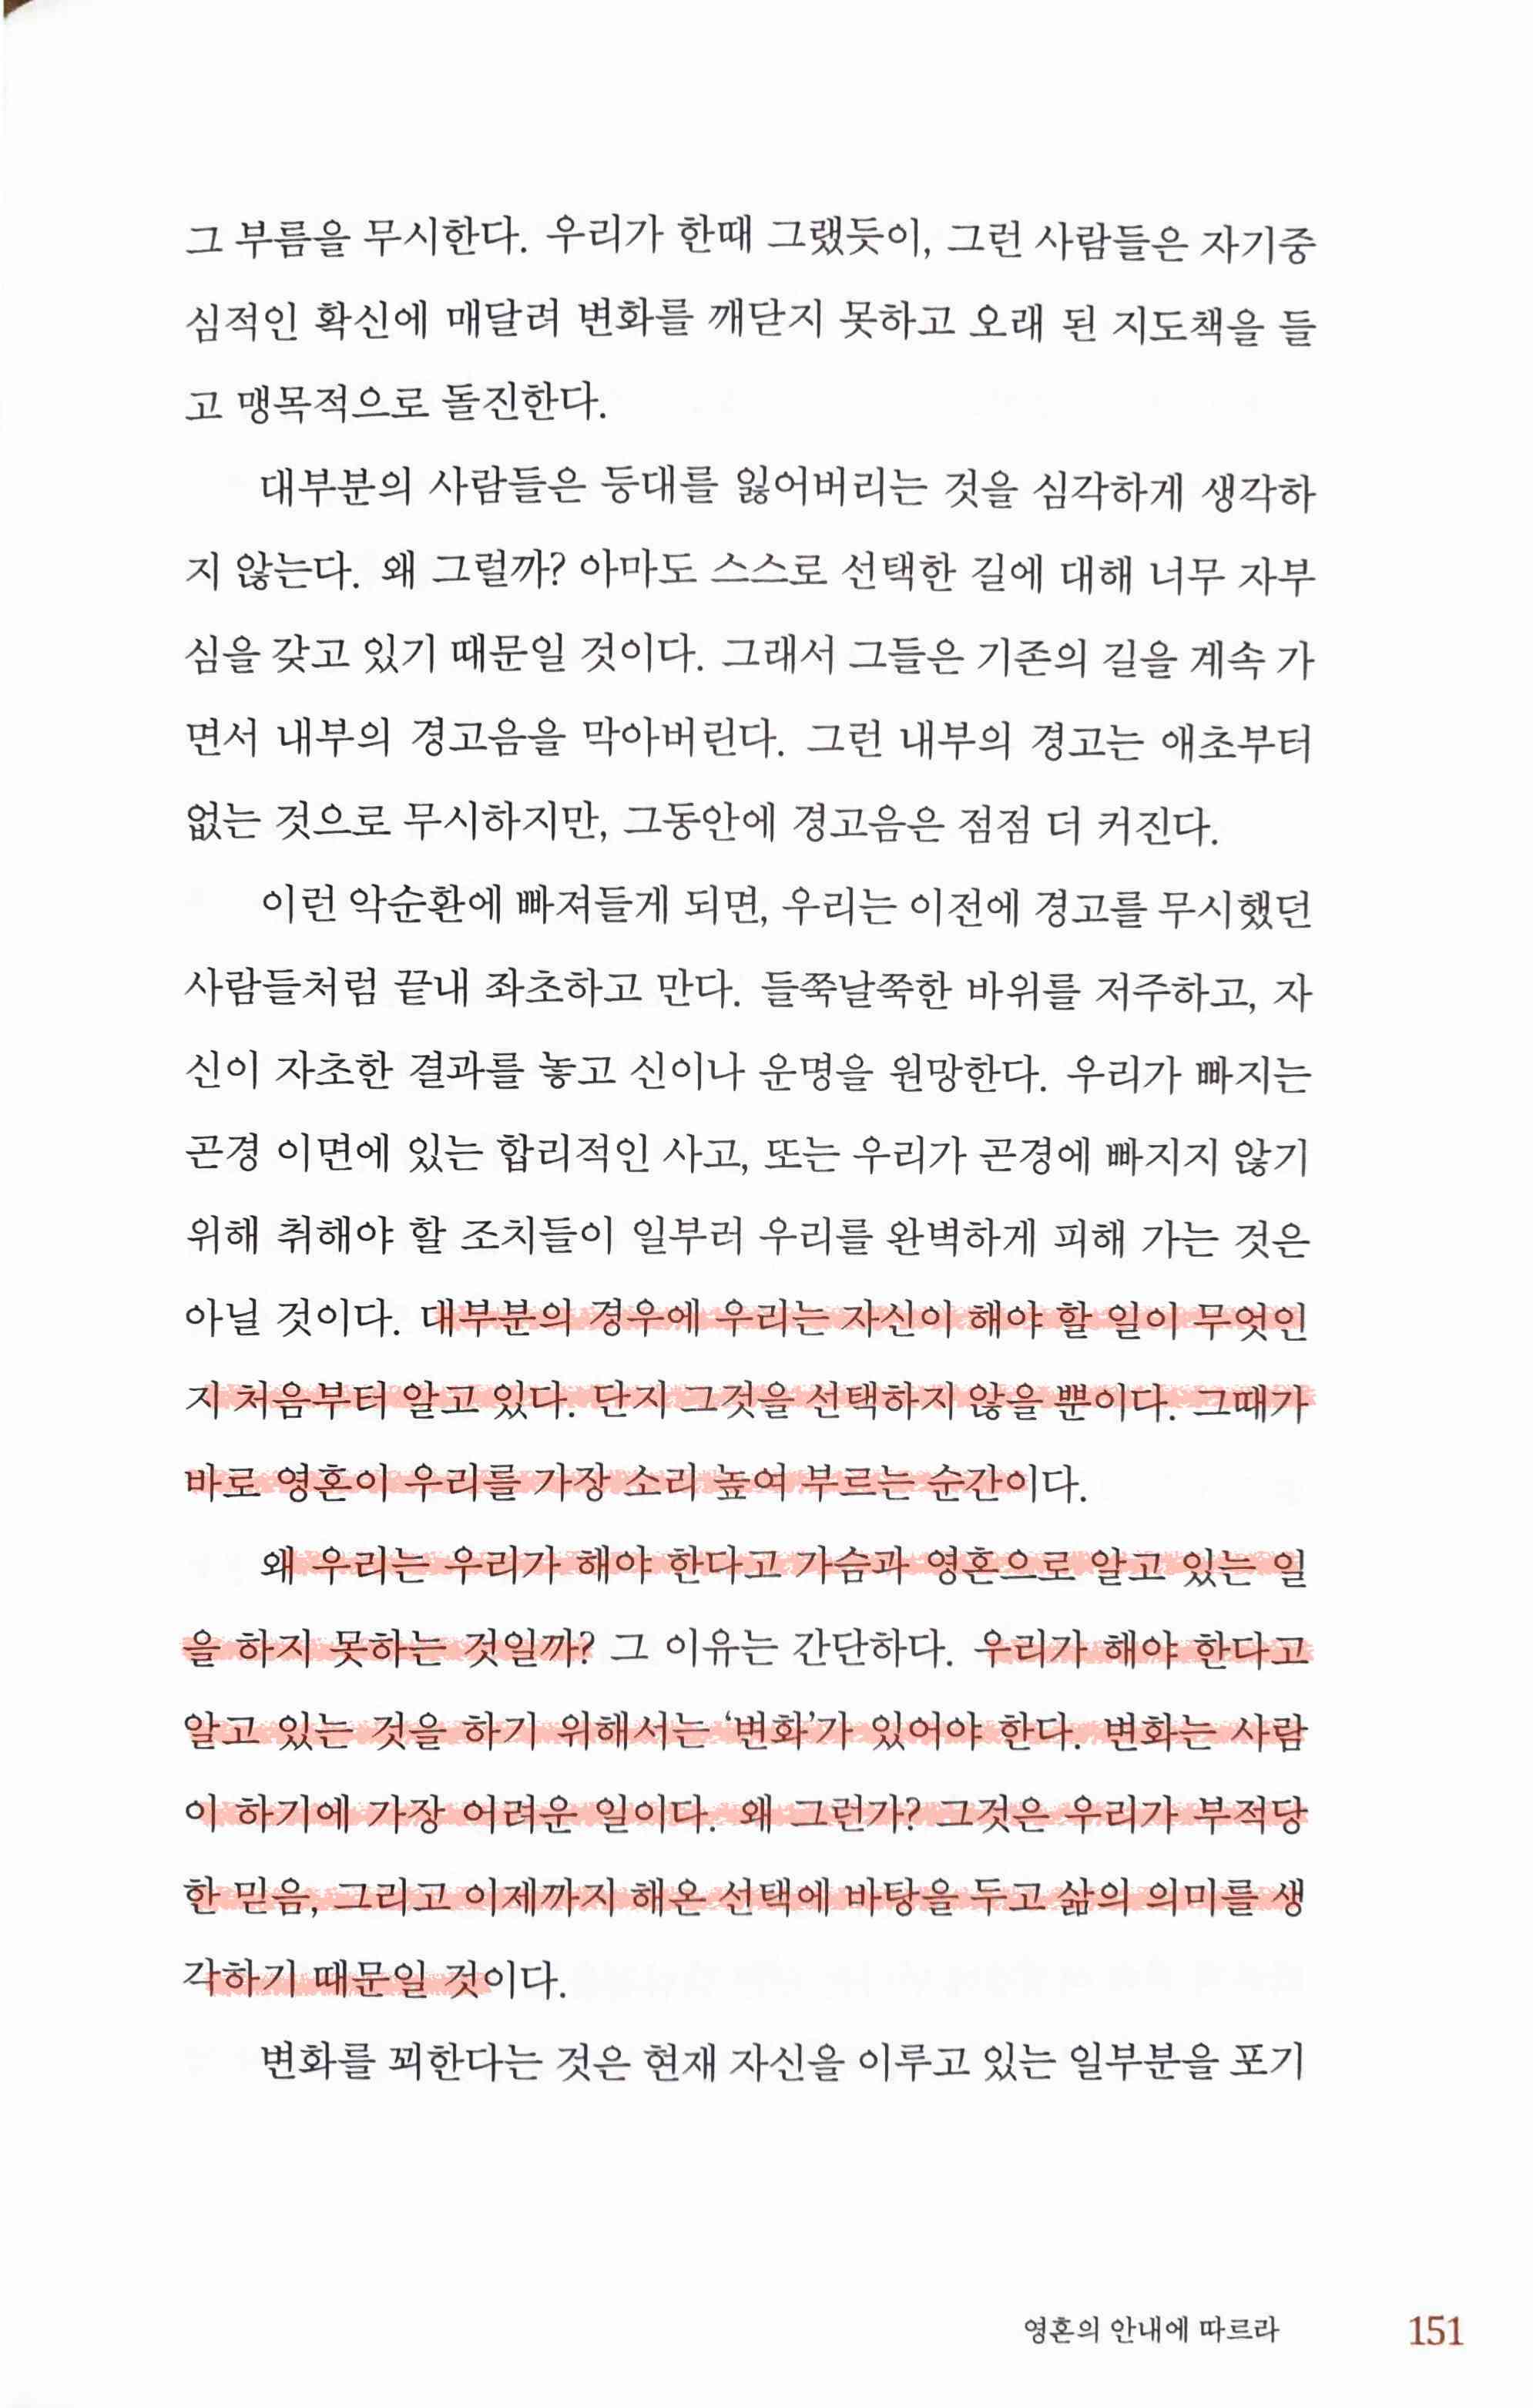 그 부름을 무시한다. 우리가 한때 그랬듯이, 그런 사람들은 자기중
심적인 확신에 매달려 변화를 깨닫지 못하고 오래 된 지도책을 들
고 맹목적으로 돌진한다.
대부분의 사람들은 등대를 잃어버리는 것을 심각하게 생각하
지 않는다. 왜 그럴까? 아마도 스스로 선택한 길에 대해 너무 자부
심을 갖고 있기 때문일 것이다. 그래서 그들은 기존의 길을 계속 가
면서 내부의 경고음을 막아버린다. 그런 내부의 경고는 애초부터
없는 것으로 무시하지만, 그동안에 경고음은 점점 더 커진다.
이런 악순환에 빠져들게 되면, 우리는 이전에 경고를 무시했던
사람들처럼 끝내 좌초하고 만다. 들쭉날쭉한 바위를 저주하고, 자
신이 자초한 결과를 놓고 신이나 운명을 원망한다. 우리가 빠지는
곤경 이면에 있는 합리적인 사고, 또는 우리가 곤경에 빠지지 않기
위해 취해야 할 조치들이 일부러 우리를 완벽하게 피해 가는 것은
아닐 것이다. 대부분의 경우에 우리는 자신이 해야 할 일이 무엇인
지 처음부터 알고 있다. 단지 그것을 선택하지 않을 뿐이다. 그때가
바로 영혼이 우리를 가장 소리 높여 부르는 순간이다.
왜 우리는 우리가 해야 한다고 가슴과 영혼으로 알고 있는 일
을 하지 못하는 것일까? 그 이유는 간단하다. 우리가 해야 한다고
알고 있는 것을 하기 위해서는 ‘변화’가 있어야 한다. 변화는 사람
이 하기에 가장 어려운 일이다. 왜 그런가? 그것은 우리가 부적당
한 믿음, 그리고 이제까지 해온 선택에 바탕을 두고 삶의 의미를 생
각하기 때문일 것이다.
변화를 꾀한다는 것은 현재 자신을 이루고 있는 일부분을 포기
영혼의 안내에 따르라 151